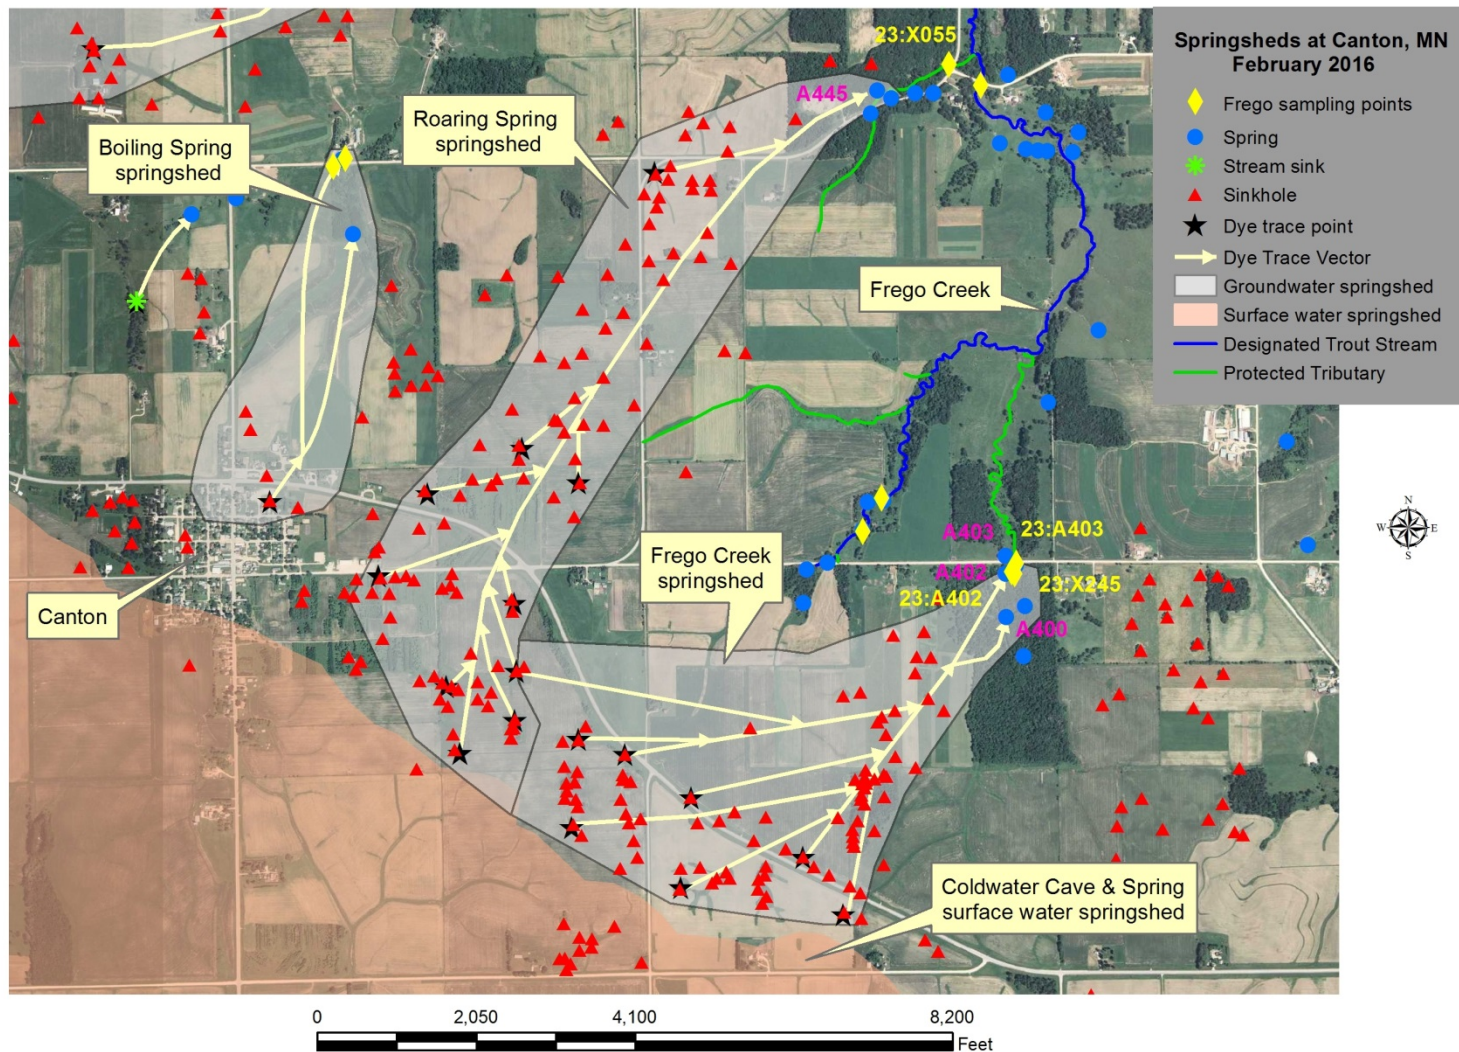 23:X055
A445
Roaring Spring
springshed
Boiling Spring
springshed
Frego Creek
Springsheds at Canton, MN
February 2016
Frego sampling points
Spring
Stream sink
Sinkhole
Dye trace point
Dye Trace Vector
Groundwater springshed
Surface water springshed
Designated Trout Stream
Protected Tributary
N
W
E
S
A403
23:A403
Frego Creek
springshed
A402
23:X245
23:A402
A400
Canton
Coldwater Cave & Spring
surface water springshed
0
2,050
4,100
8,200
Feet